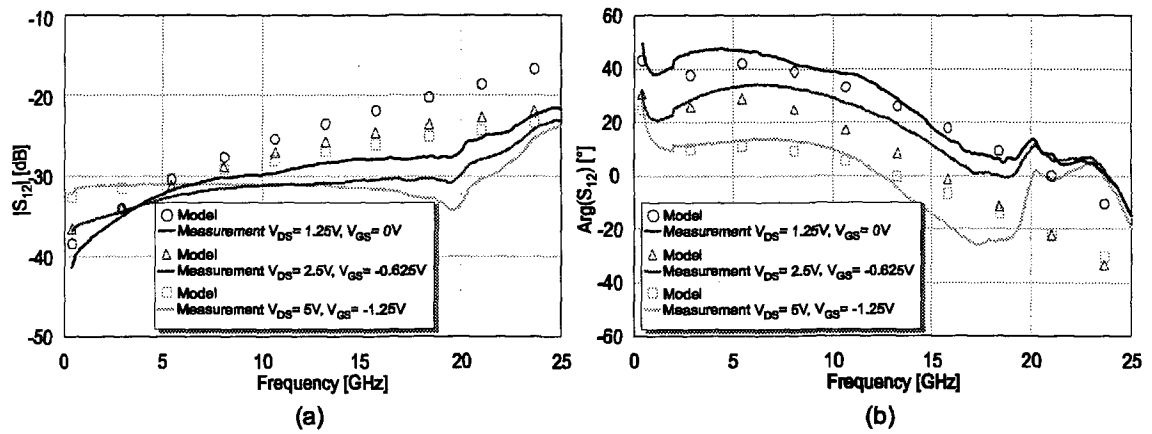 -10
-20
-30
-40
-50
|S12| [dB]
Model
Measurement VDS= 1.25V, VGS= 0V
Model
Measurement VDS= 2.5V, VGS= -0.625V
Model
Measurement VDS= 5V, VGS= -1.25V
0 5 10 15 20 25
Frequency [GHz]
(a)
60
40
20
0
-20
-40
-60
Arg(S12) [°]
Model
Measurement VDS= 1.25V, VGS= 0V
Model
Measurement VDS= 2.5V, VGS= -0.625V
Model
Measurement VDS= 5V, VGS= -1.25V
0 5 10 15 20 25
Frequency [GHz]
(b)